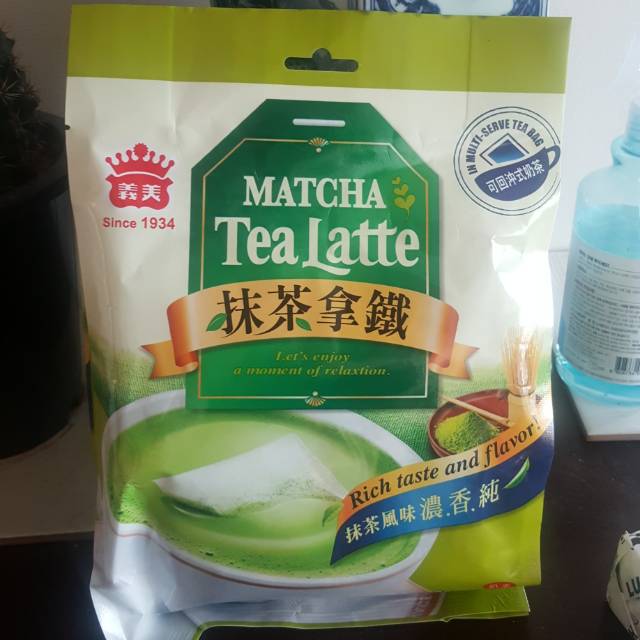 義美
Since 1934
IN MULTI-SERVE TEA BAG
可回沖式奶茶
MATCHA
Tea Latte
抹茶拿鐵
Let's enjoy
a moment of relaxtion.
Rich taste and flavor!
抹茶風味濃.香.純
LU